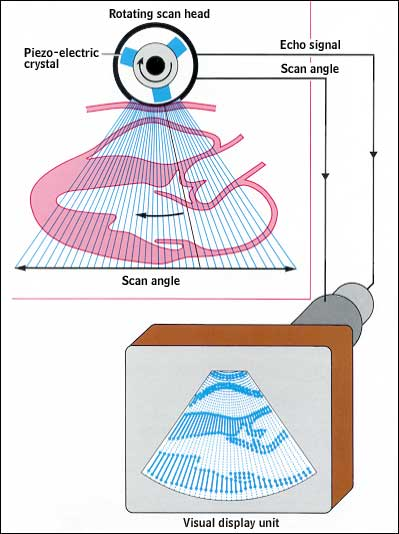 Rotating scan head
Piezo-electric
crystal
Echo signal
Scan angle
Scan angle
Visual display unit